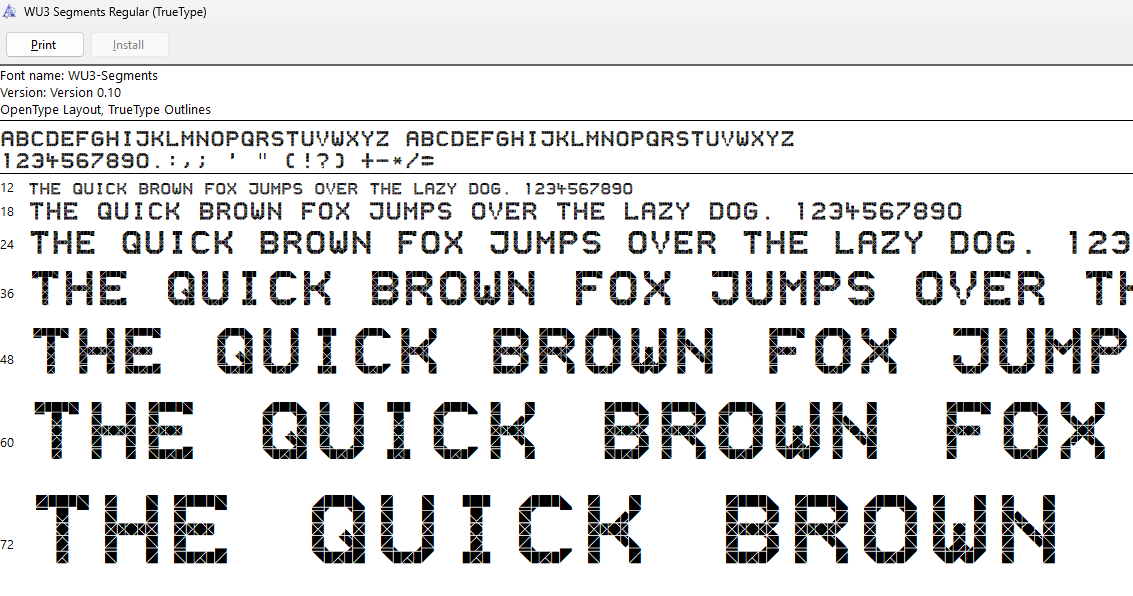 WU3 Segments Regular (TrueType)
Print Install
Font name: WU3-Segments
Version: Version 0.10
OpenType Layout, TrueType Outlines
ABCDEFGHIJKLMNOPQRSTUVWXYZ ABCDEFGHIJKLMNOPQRSTUVWXYZ
1234567890.:,; ' " (!?) +-*/=
12 THE QUICK BROWN FOX JUMPS OVER THE LAZY DOG. 1234567890
18 THE QUICK BROWN FOX JUMPS OVER THE LAZY DOG. 1234567890
24 THE QUICK BROWN FOX JUMPS OVER THE LAZY DOG. 123
36 THE QUICK BROWN FOX JUMPS OVER TH
48 THE QUICK BROWN FOX JUMP
60 THE QUICK BROWN FOX
72 THE QUICK BROWN